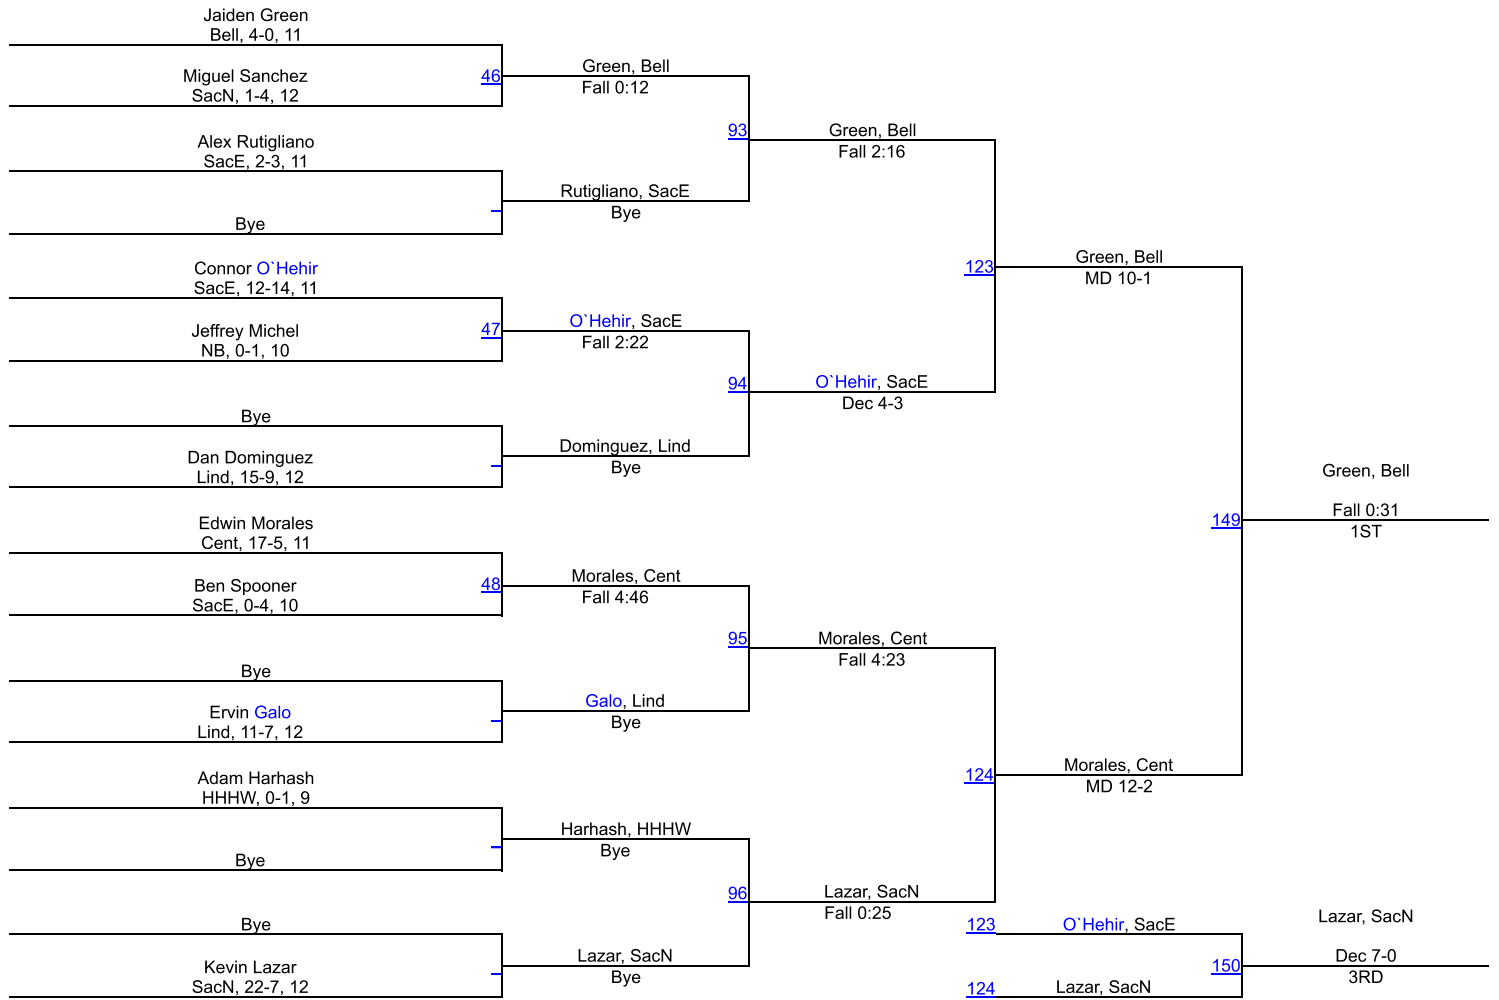 Jaiden Green
Bell, 4-0, 11
Miguel Sanchez
SacN, 1-4, 12
46
Green, Bell
Fall 0:12
Alex Rutigliano
SacE, 2-3, 11
Bye
Rutigliano, SacE
Bye
93
Green, Bell
Fall 2:16
Connor O`Hehir
SacE, 12-14, 11
Jeffrey Michel
NB, 0-1, 10
47
O`Hehir, SacE
Fall 2:22
Bye
Dan Dominguez
Lind, 15-9, 12
Dominguez, Lind
Bye
94
O`Hehir, SacE
Dec 4-3
123
Green, Bell
MD 10-1
Edwin Morales
Cent, 17-5, 11
Ben Spooner
SacE, 0-4, 10
48
Morales, Cent
Fall 4:46
Bye
Ervin Galo
Lind, 11-7, 12
Galo, Lind
Bye
95
Morales, Cent
Fall 4:23
Adam Harhash
HHHW, 0-1, 9
Bye
Harhash, HHHW
Bye
Bye
Kevin Lazar
SacN, 22-7, 12
Lazar, SacN
Bye
96
Lazar, SacN
Fall 0:25
124
Morales, Cent
MD 12-2
149
Green, Bell
Fall 0:31
1ST
123
O`Hehir, SacE
124
Lazar, SacN
150
Lazar, SacN
Dec 7-0
3RD